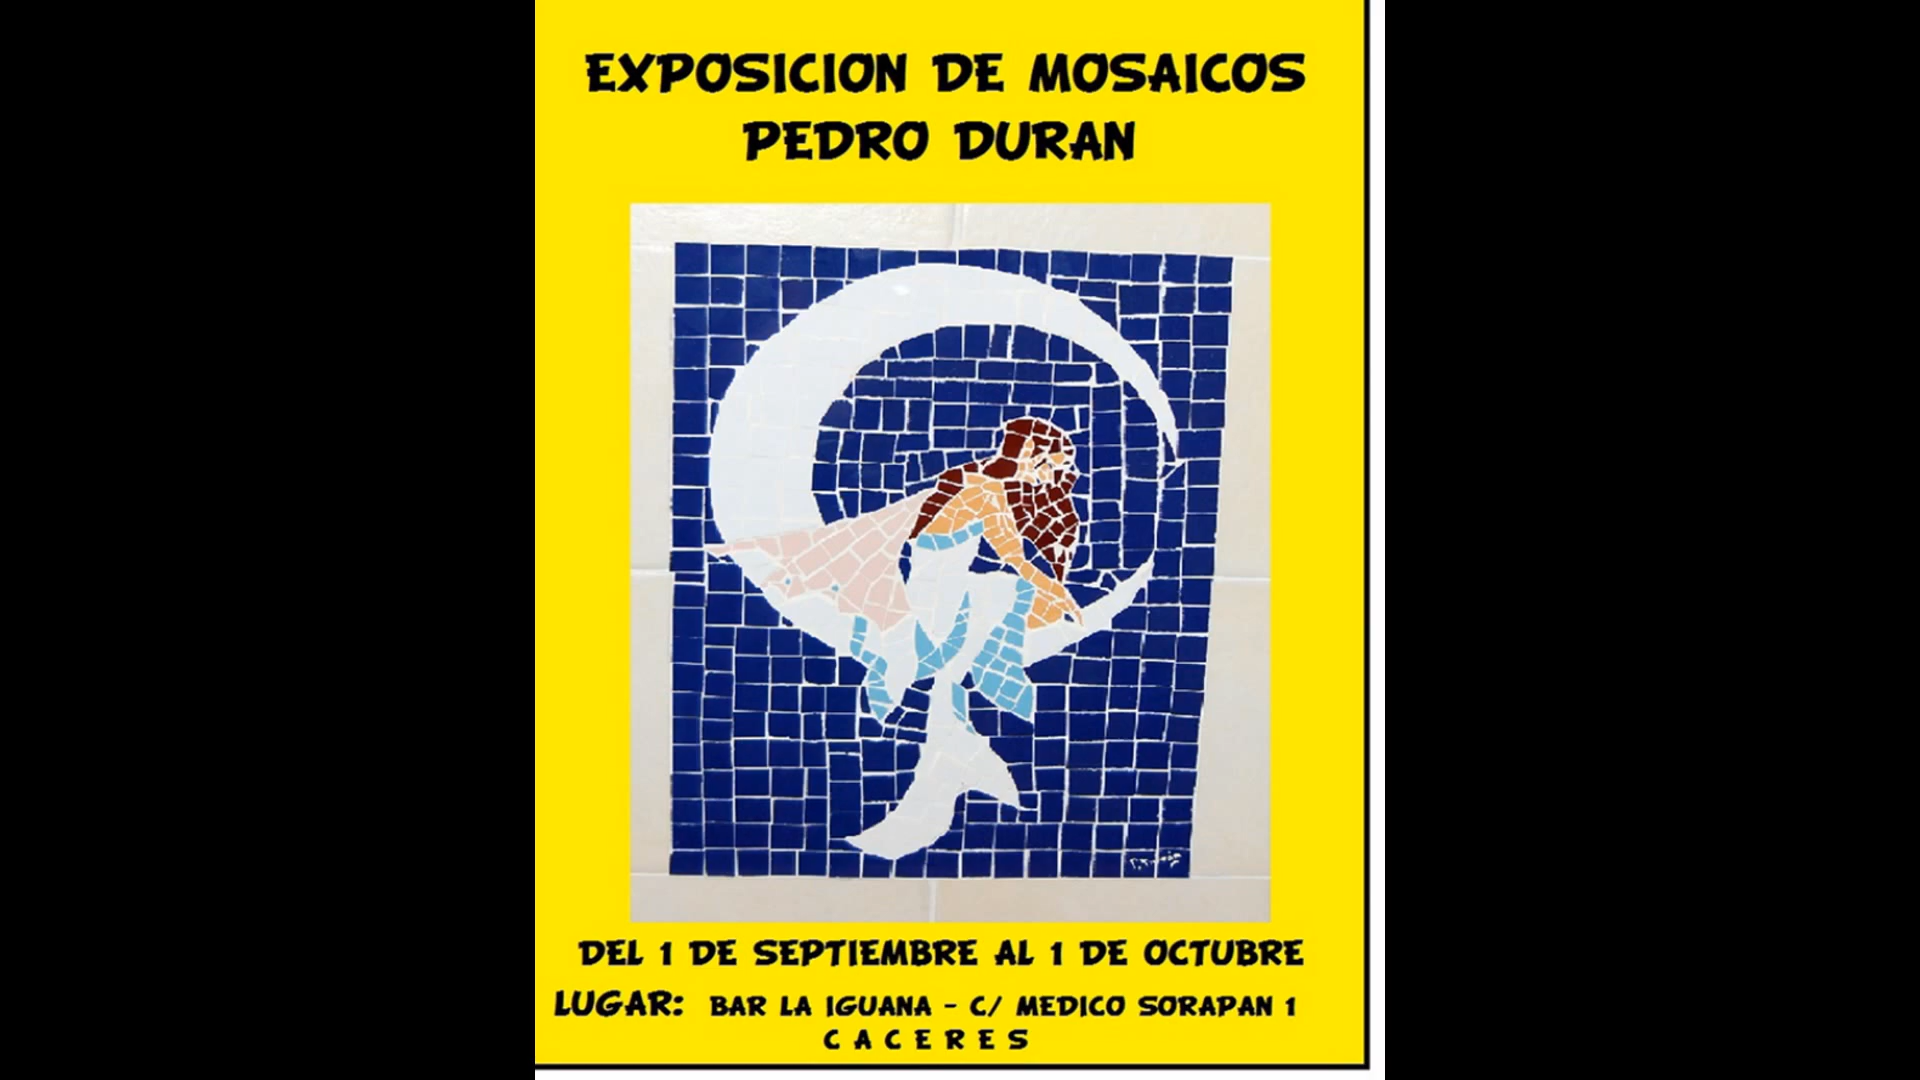 EXPOSICION DE MOSAICOS
PEDRO DURAN
DEL 1 DE SEPTIEMBRE AL 1 DE OCTUBRE
LUGAR: BAR LA IGUANA - C/ MEDICO SORAPAN 1
CACERES